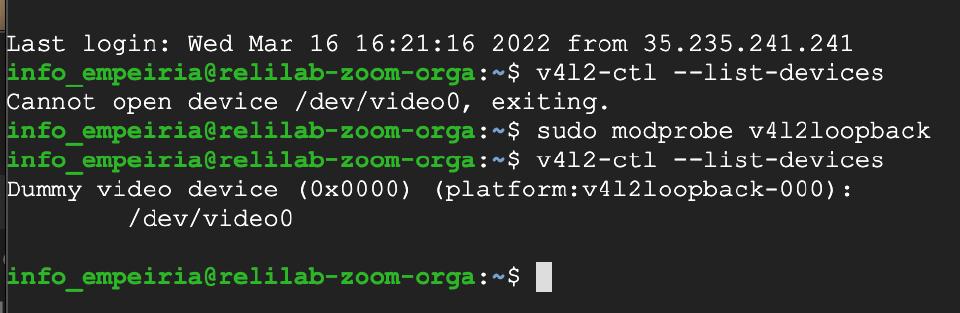 Last login: Wed Mar 16 16:21:16 2022 from 35.235.241.241
info_empeiria@relilab-zoom-orga:~$ v4l2-ctl --list-devices
Cannot open device /dev/video0, exiting.
info_empeiria@relilab-zoom-orga:~$ sudo modprobe v4l2loopback
info_empeiria@relilab-zoom-orga:~$ v4l2-ctl --list-devices
Dummy video device (0x0000) (platform:v4l2loopback-000):
/dev/video0
info_empeiria@relilab-zoom-orga:~$